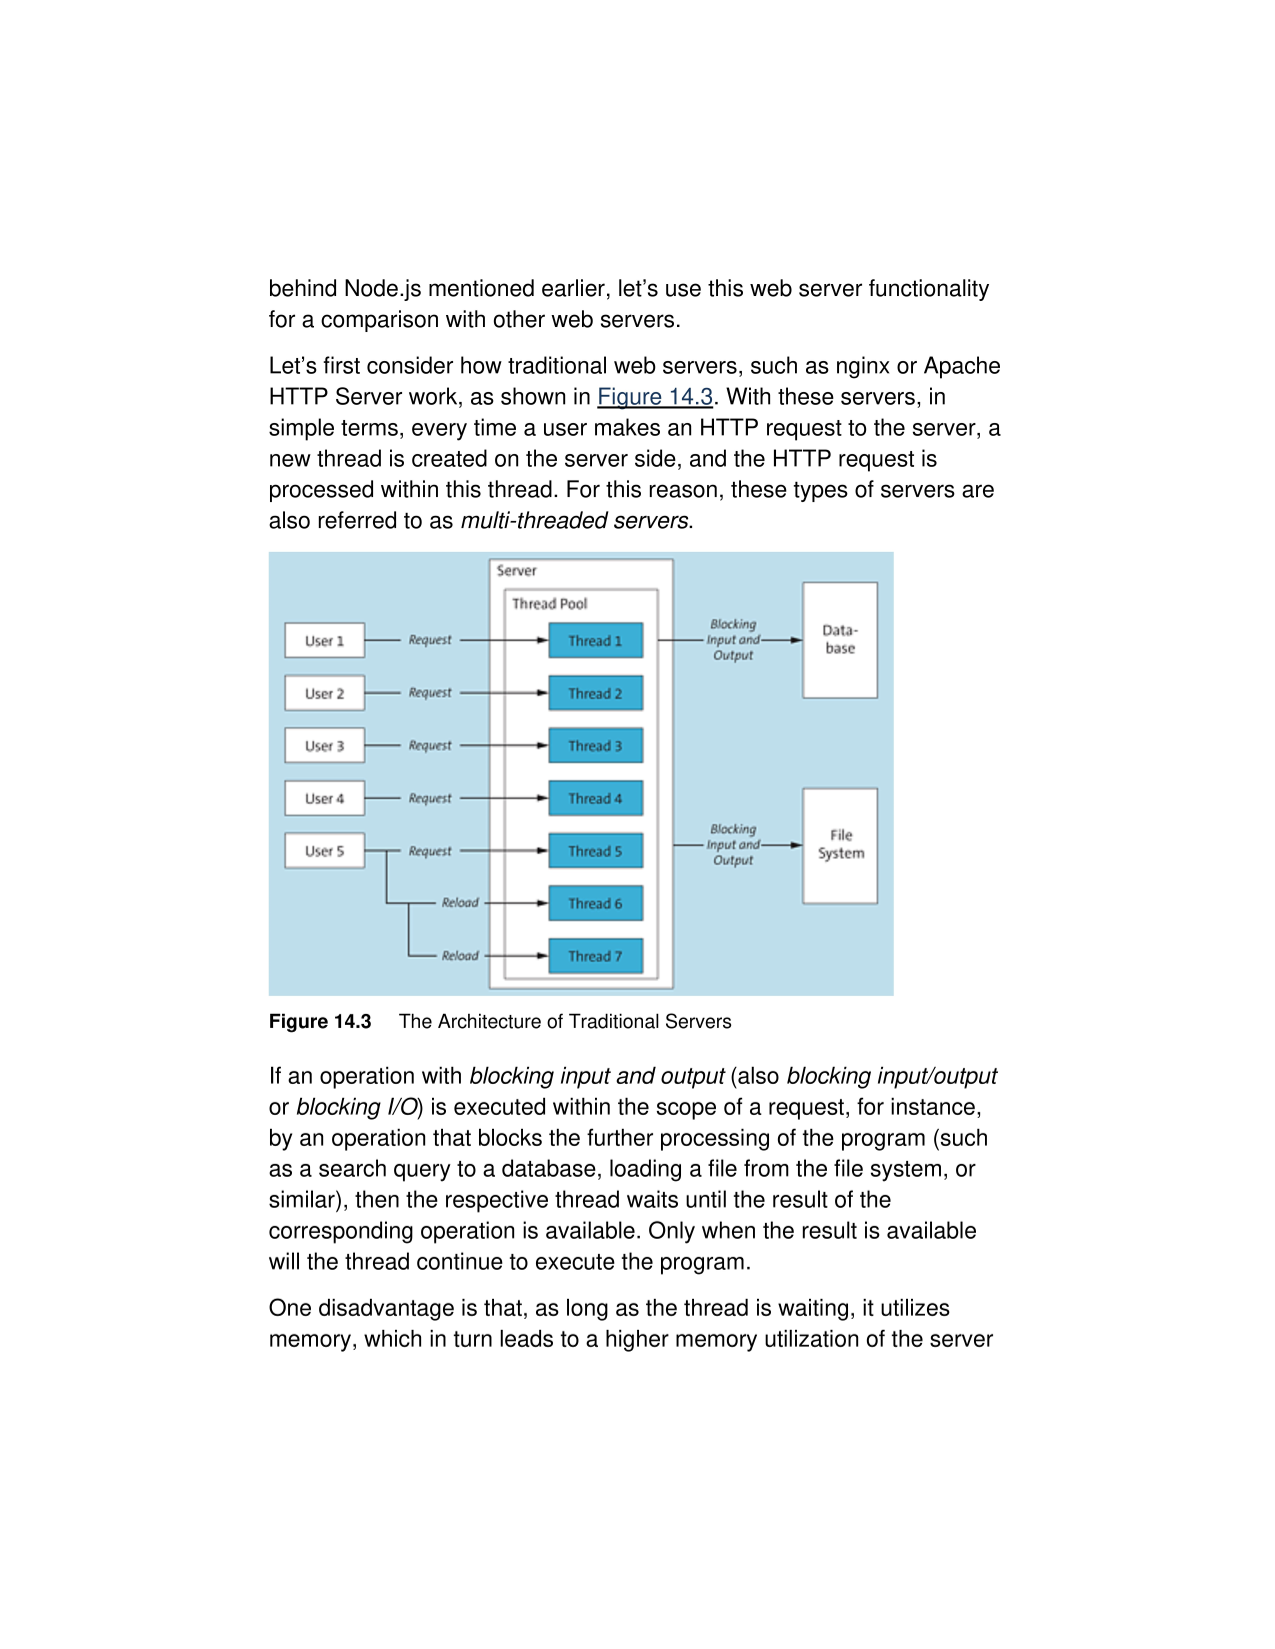 behind Node.js mentioned earlier, let’s use this web server functionality
for a comparison with other web servers.
Let’s first consider how traditional web servers, such as nginx or Apache
HTTP Server work, as shown in Figure 14.3. With these servers, in
simple terms, every time a user makes an HTTP request to the server, a
new thread is created on the server side, and the HTTP request is
processed within this thread. For this reason, these types of servers are
also referred to as multi-threaded servers.
Server
Thread Pool
User 1 Request Thread 1
Blocking
Input and
Output
Data-
base
User 2 Request Thread 2
User 3 Request Thread 3
User 4 Request Thread 4
User 5 Request Thread 5
Blocking
Input and
Output
File
System
Reload Thread 6
Reload Thread 7
Figure 14.3 The Architecture of Traditional Servers
If an operation with blocking input and output (also blocking input/output
or blocking I/O) is executed within the scope of a request, for instance,
by an operation that blocks the further processing of the program (such
as a search query to a database, loading a file from the file system, or
similar), then the respective thread waits until the result of the
corresponding operation is available. Only when the result is available
will the thread continue to execute the program.
One disadvantage is that, as long as the thread is waiting, it utilizes
memory, which in turn leads to a higher memory utilization of the server